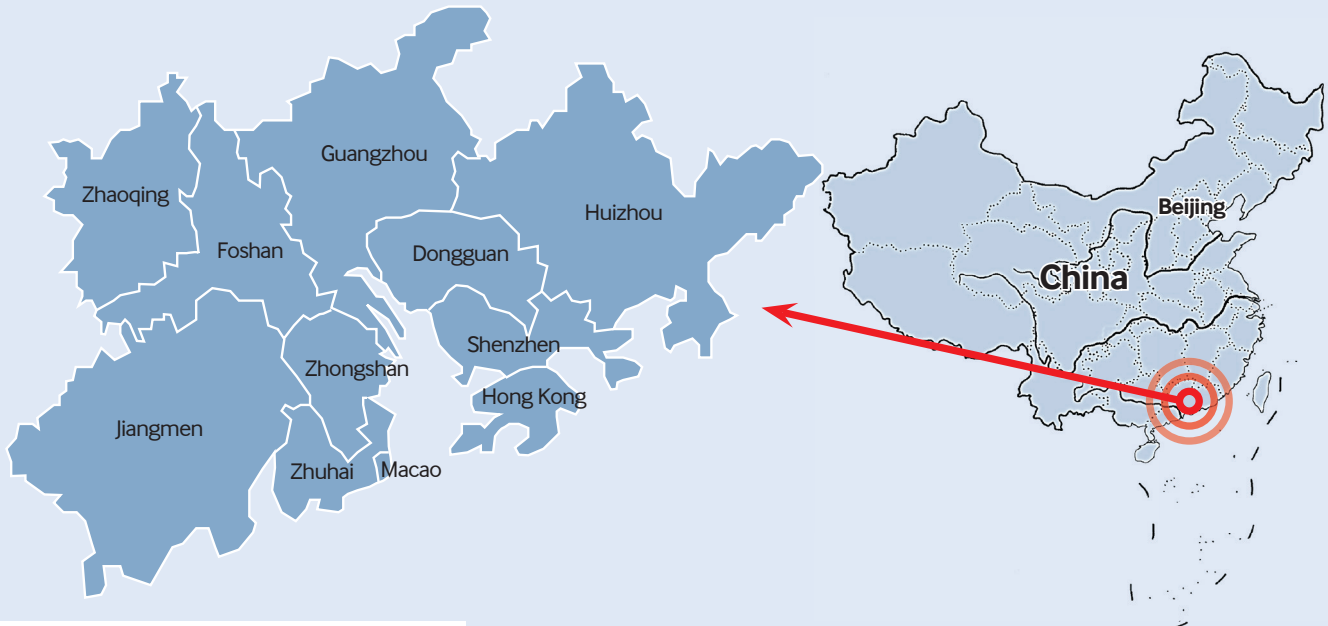 Guangzhou
Zhaoqing
Huizhou
Foshan
Dongguan
Shenzhen
Zhongshan
Hong Kong
Jiangmen
Zhuhai
Macao
Beijing
China